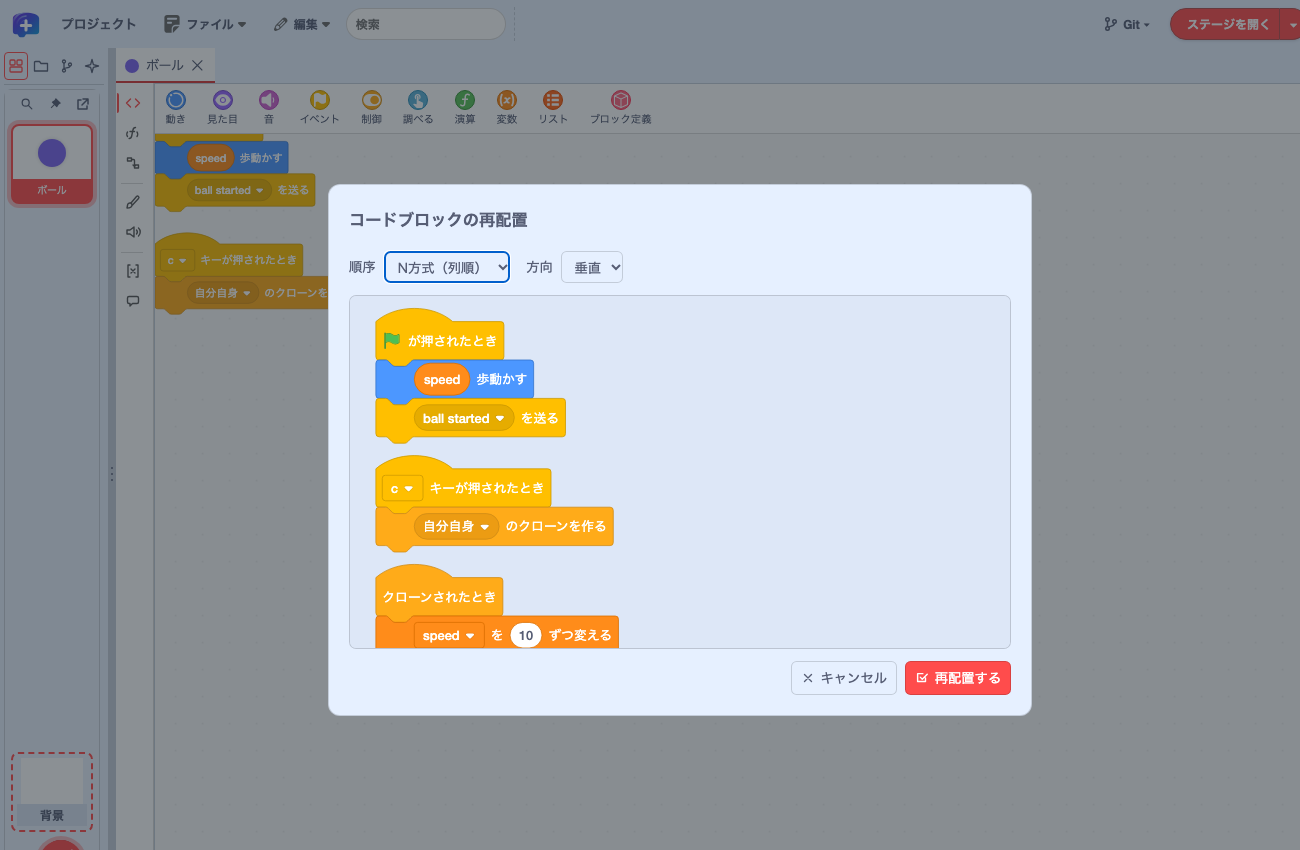 プロジェクト
ファイル
編集
検索
Git
ステージを開く
ボール
動き
見た目
音
イベント
制御
調べる
演算
変数
リスト
ブロック定義
ボール
背景
speed 歩動かす
ball started を送る
c キーが押されたとき
自分自身 のクローンを
コードブロックの再配置
順序 N方式（列順） 方向 垂直
が押されたとき
speed 歩動かす
ball started を送る
c キーが押されたとき
自分自身 のクローンを作る
クローンされたとき
speed を 10 ずつ変える
キャンセル
再配置する